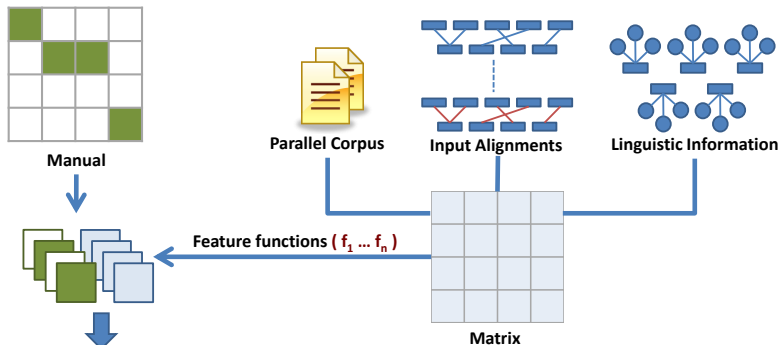 Manual
Parallel Corpus
Input Alignments
Linguistic Information
Feature functions ( f1 ... fn )
Matrix